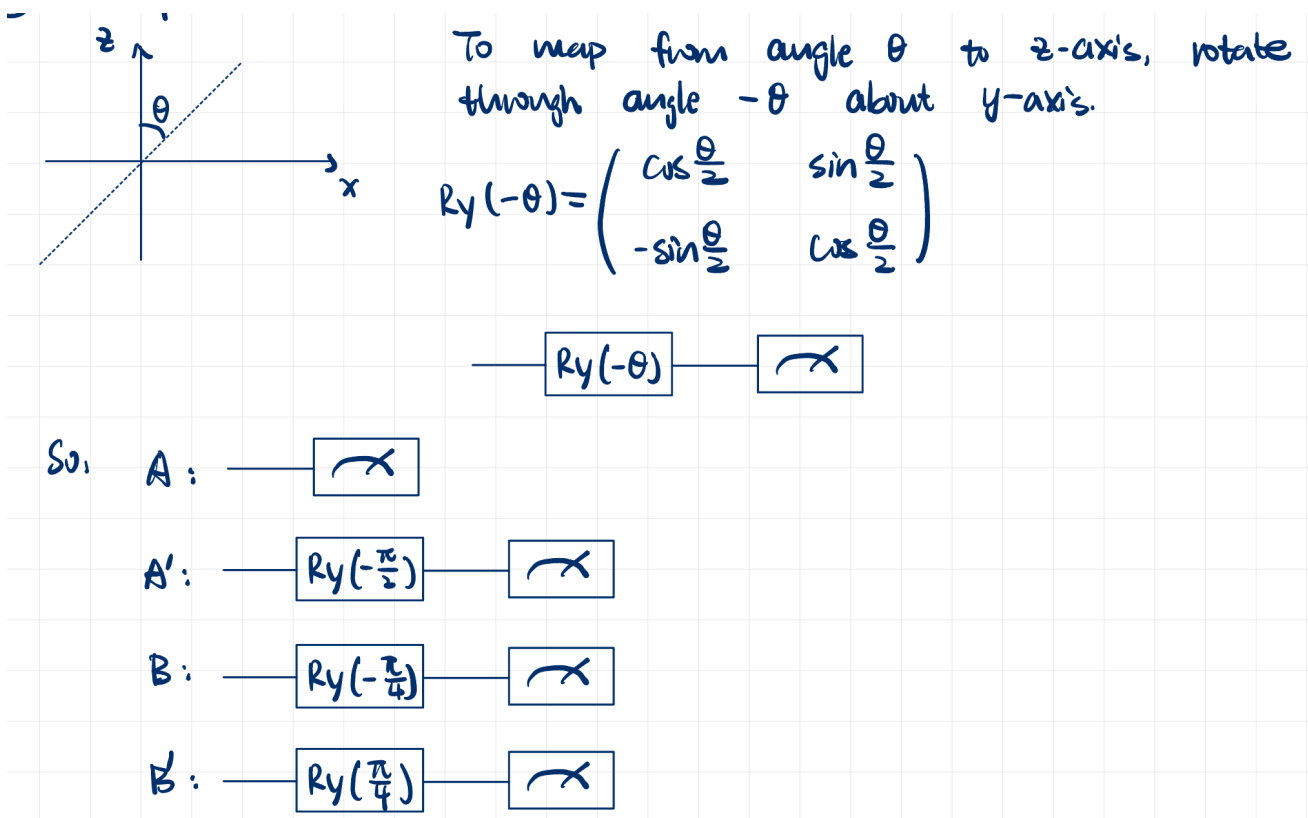 z
θ
x
To map from angle θ to z-axis, rotate
through angle -θ about y-axis.
Ry(-θ)= ( cos θ/2 sin θ/2
-sin θ/2 cos θ/2 )
Ry(-θ)
So, A:
A': Ry(-π/2)
B: Ry(-π/4)
B': Ry(π/4)